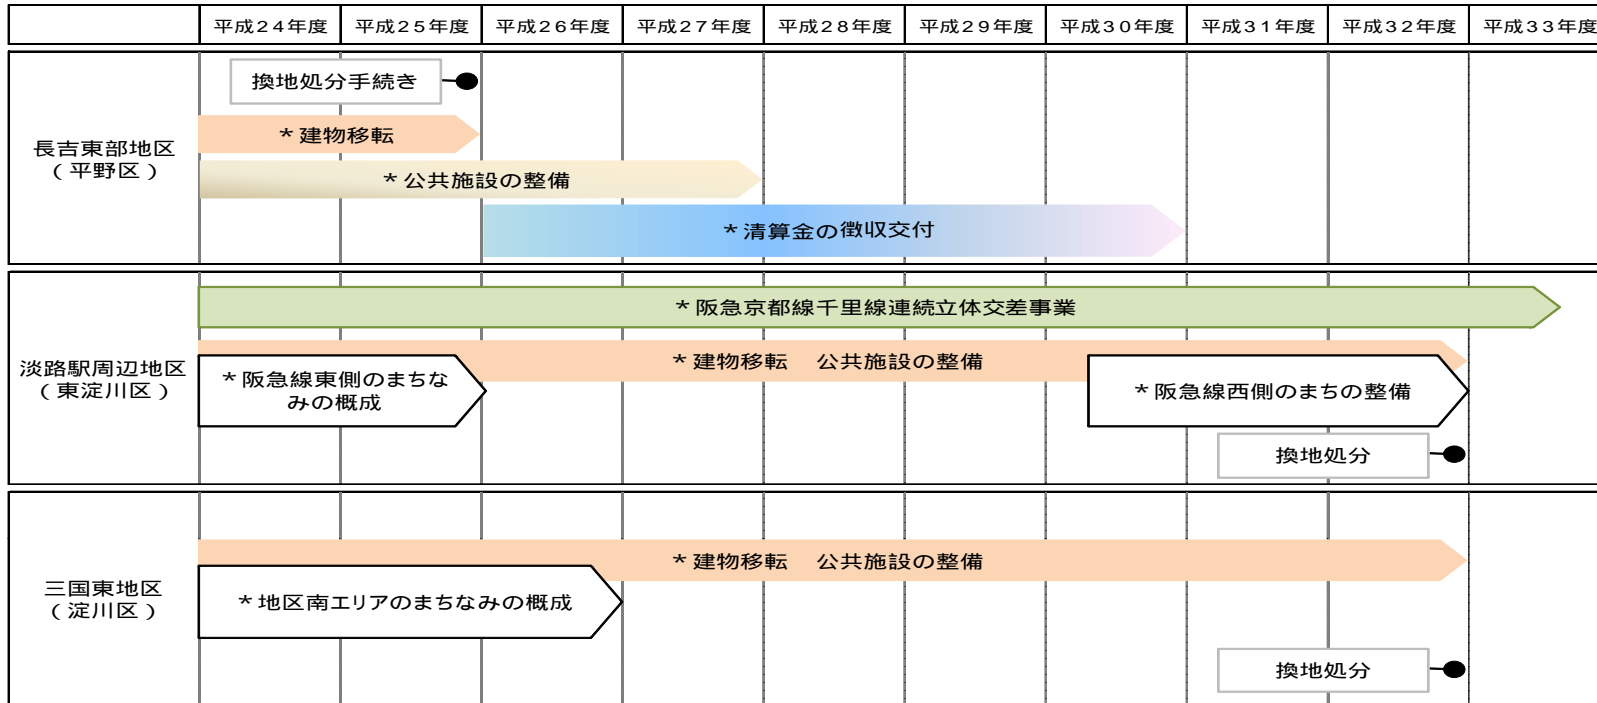 平成24年度 平成25年度 平成26年度 平成27年度 平成28年度 平成29年度 平成30年度 平成31年度 平成32年度 平成33年度
長吉東部地区
(平野区)
換地処分手続き
*建物移転
*公共施設の整備
*清算金の徴収交付
淡路駅周辺地区
(東淀川区)
*阪急京都線千里線連続立体交差事業
*建物移転 公共施設の整備
*阪急線東側のまちな
みの概成
*阪急線西側のまちの整備
換地処分
三国東地区
(淀川区)
*建物移転 公共施設の整備
*地区南エリアのまちなみの概成
換地処分